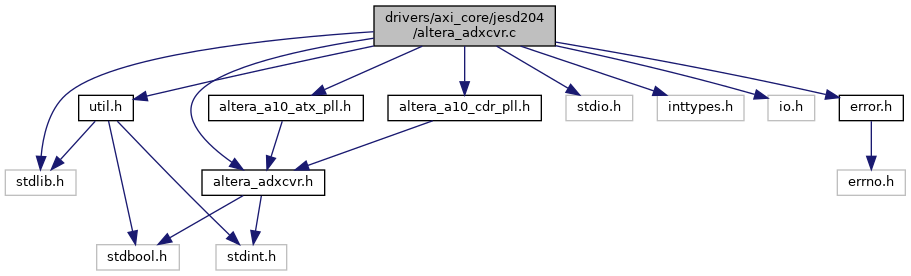 drivers/axi_core/jesd204
/altera_adxcvr.c
util.h
altera_a10_atx_pll.h
altera_a10_cdr_pll.h
stdio.h
inttypes.h
io.h
error.h
stdlib.h
altera_adxcvr.h
errno.h
stdbool.h
stdint.h